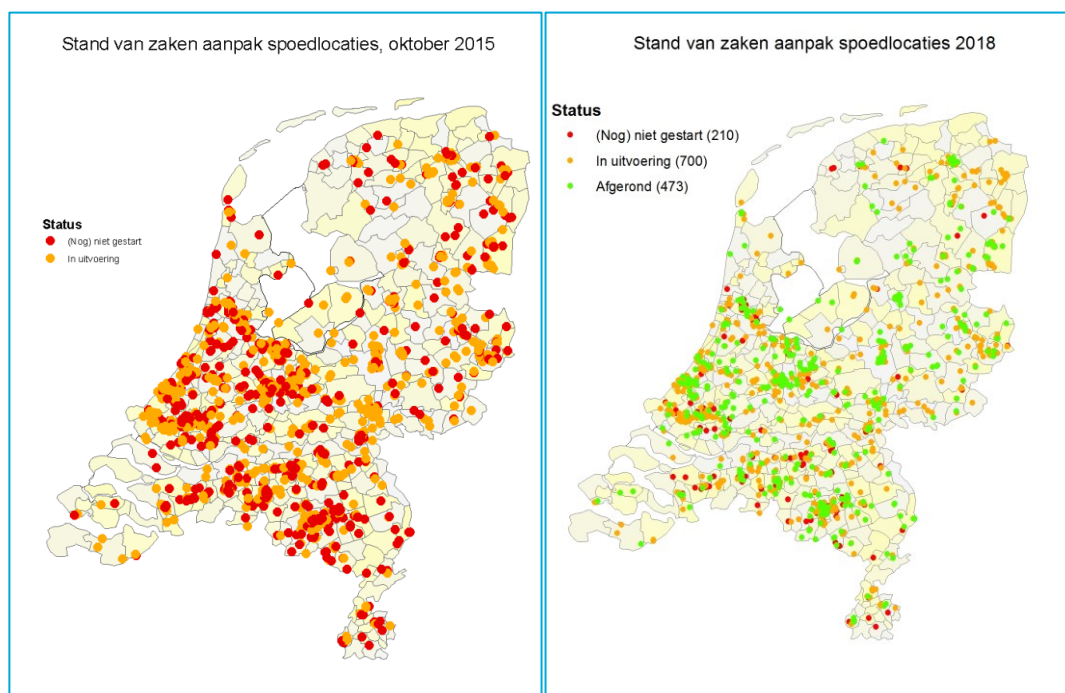 Stand van zaken aanpak spoedlocaties, oktober 2015
Status
(Nog) niet gestart
In uitvoering
Stand van zaken aanpak spoedlocaties 2018
Status
(Nog) niet gestart (210)
In uitvoering (700)
Afgerond (473)